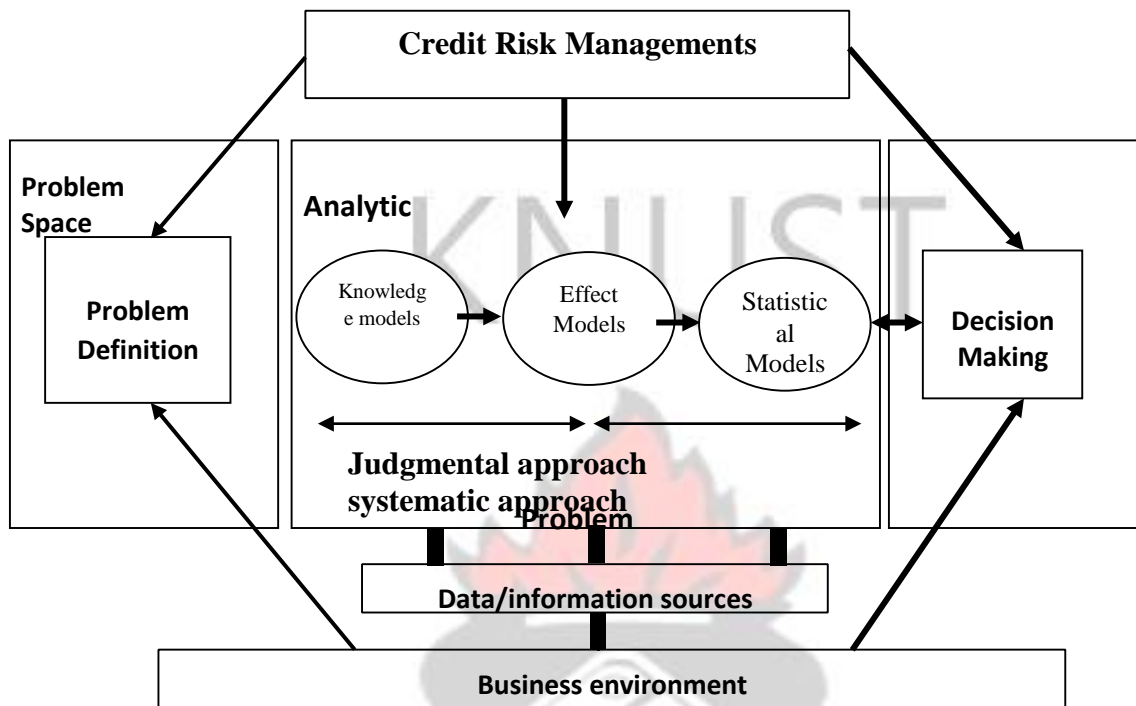 Credit Risk Managements
Problem
Space
Analytic
KNUST
Problem
Definition
Knowledg
e models
Effect
Models
Statistic
al
Models
Decision
Making
Judgmental approach
systematic approach
Problem
Data/information sources
Business environment